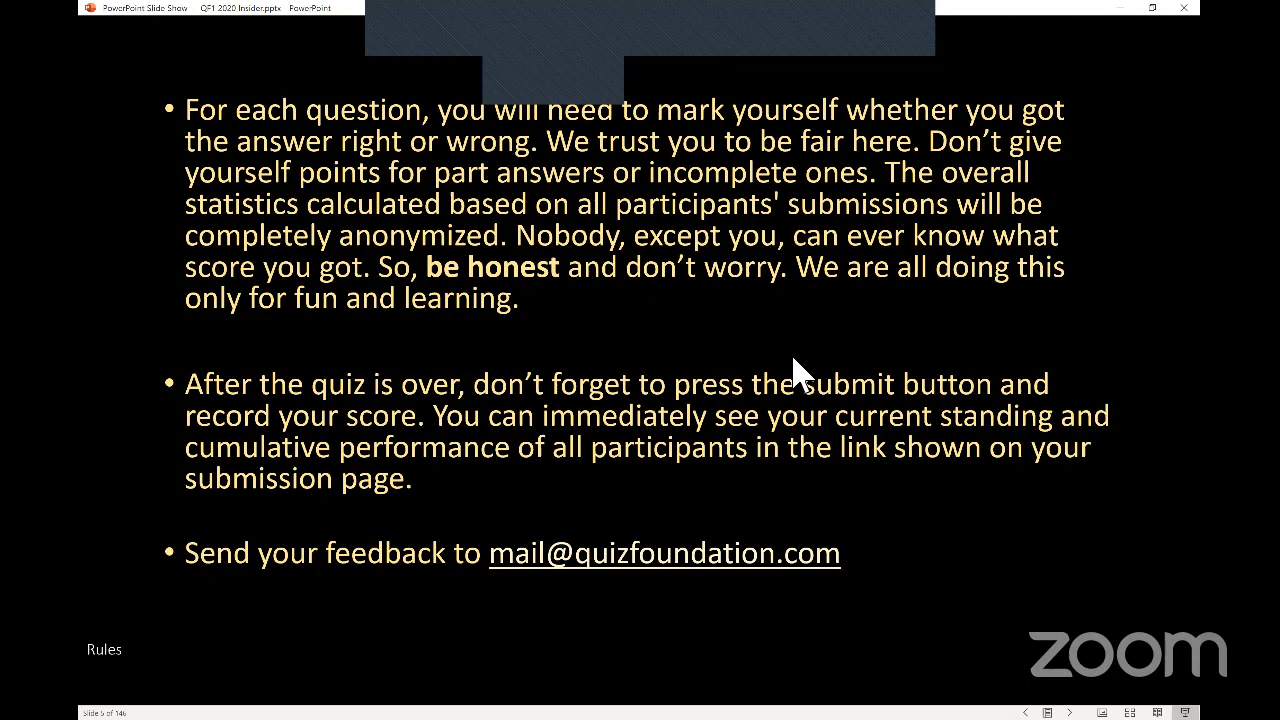 PowerPoint Slide Show QF1 2020 Insider.pptx PowerPoint
• For each question, you will need to mark yourself whether you got
the answer right or wrong. We trust you to be fair here. Don’t give
yourself points for part answers or incomplete ones. The overall
statistics calculated based on all participants' submissions will be
completely anonymized. Nobody, except you, can ever know what
score you got. So, be honest and don’t worry. We are all doing this
only for fun and learning.
• After the quiz is over, don’t forget to press the submit button and
record your score. You can immediately see your current standing and
cumulative performance of all participants in the link shown on your
submission page.
• Send your feedback to mail@quizfoundation.com
Rules
zoom
Slide 5 of 146